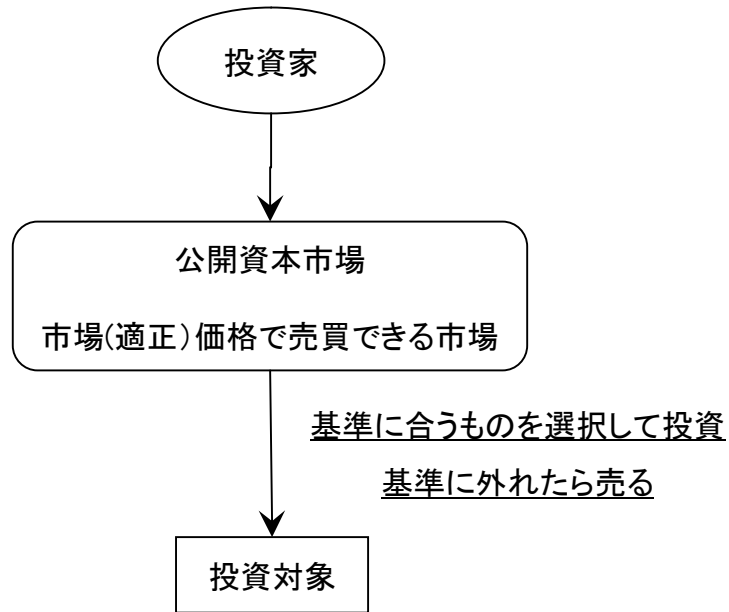 投資家
公開資本市場
市場(適正）価格で売買できる市場
基準に合うものを選択して投資
基準に外れたら売る
投資対象